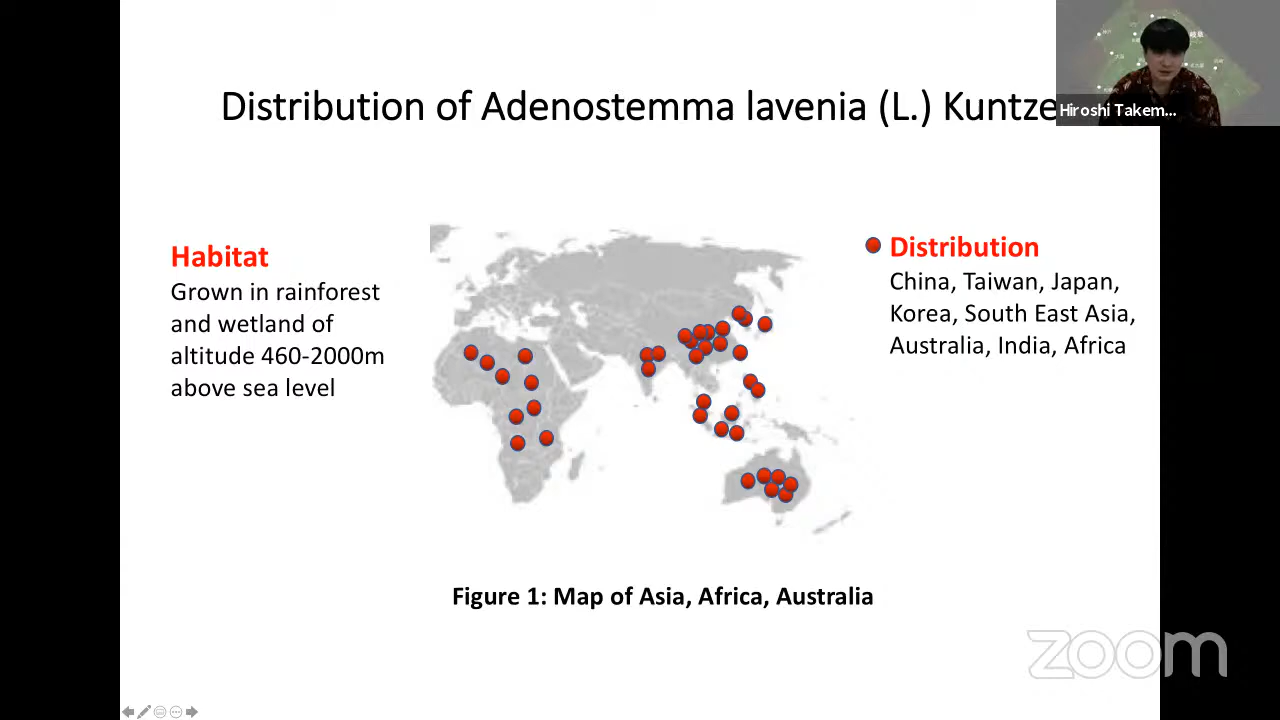 Distribution of Adenostemma lavenia (L.) Kuntze
Hiroshi Takem...
Habitat
Grown in rainforest
and wetland of
altitude 460-2000m
above sea level
Distribution
China, Taiwan, Japan,
Korea, South East Asia,
Australia, India, Africa
Figure 1: Map of Asia, Africa, Australia
zoom